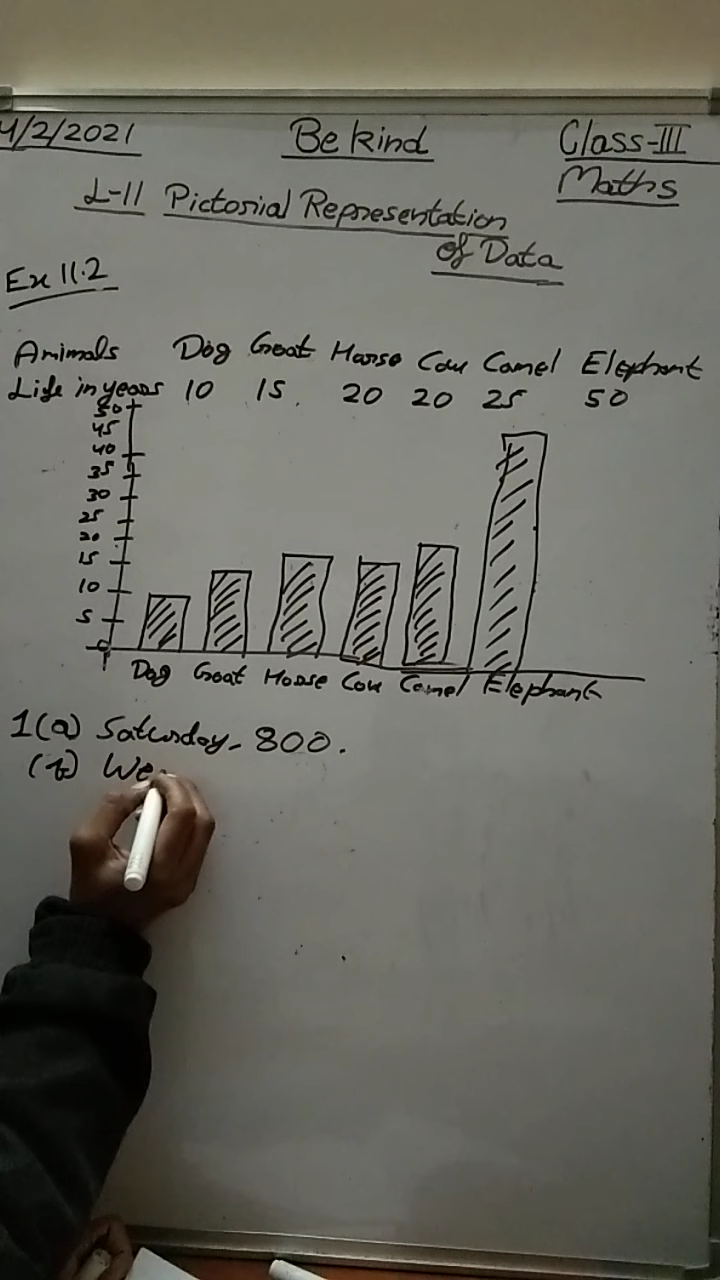 4/2/2021 Be kind Class-III
Maths
L-11 Pictorial Representation
of Data
Ex 11.2
Animals Dog Goat Horse Cow Camel Elephant
Life in years 10 15 20 20 25 50
50
45
40
35
30
25
20
15
10
5
0
Dog Goat Horse Cow Camel Elephant
1(a) Saturday, 800.
(b) We